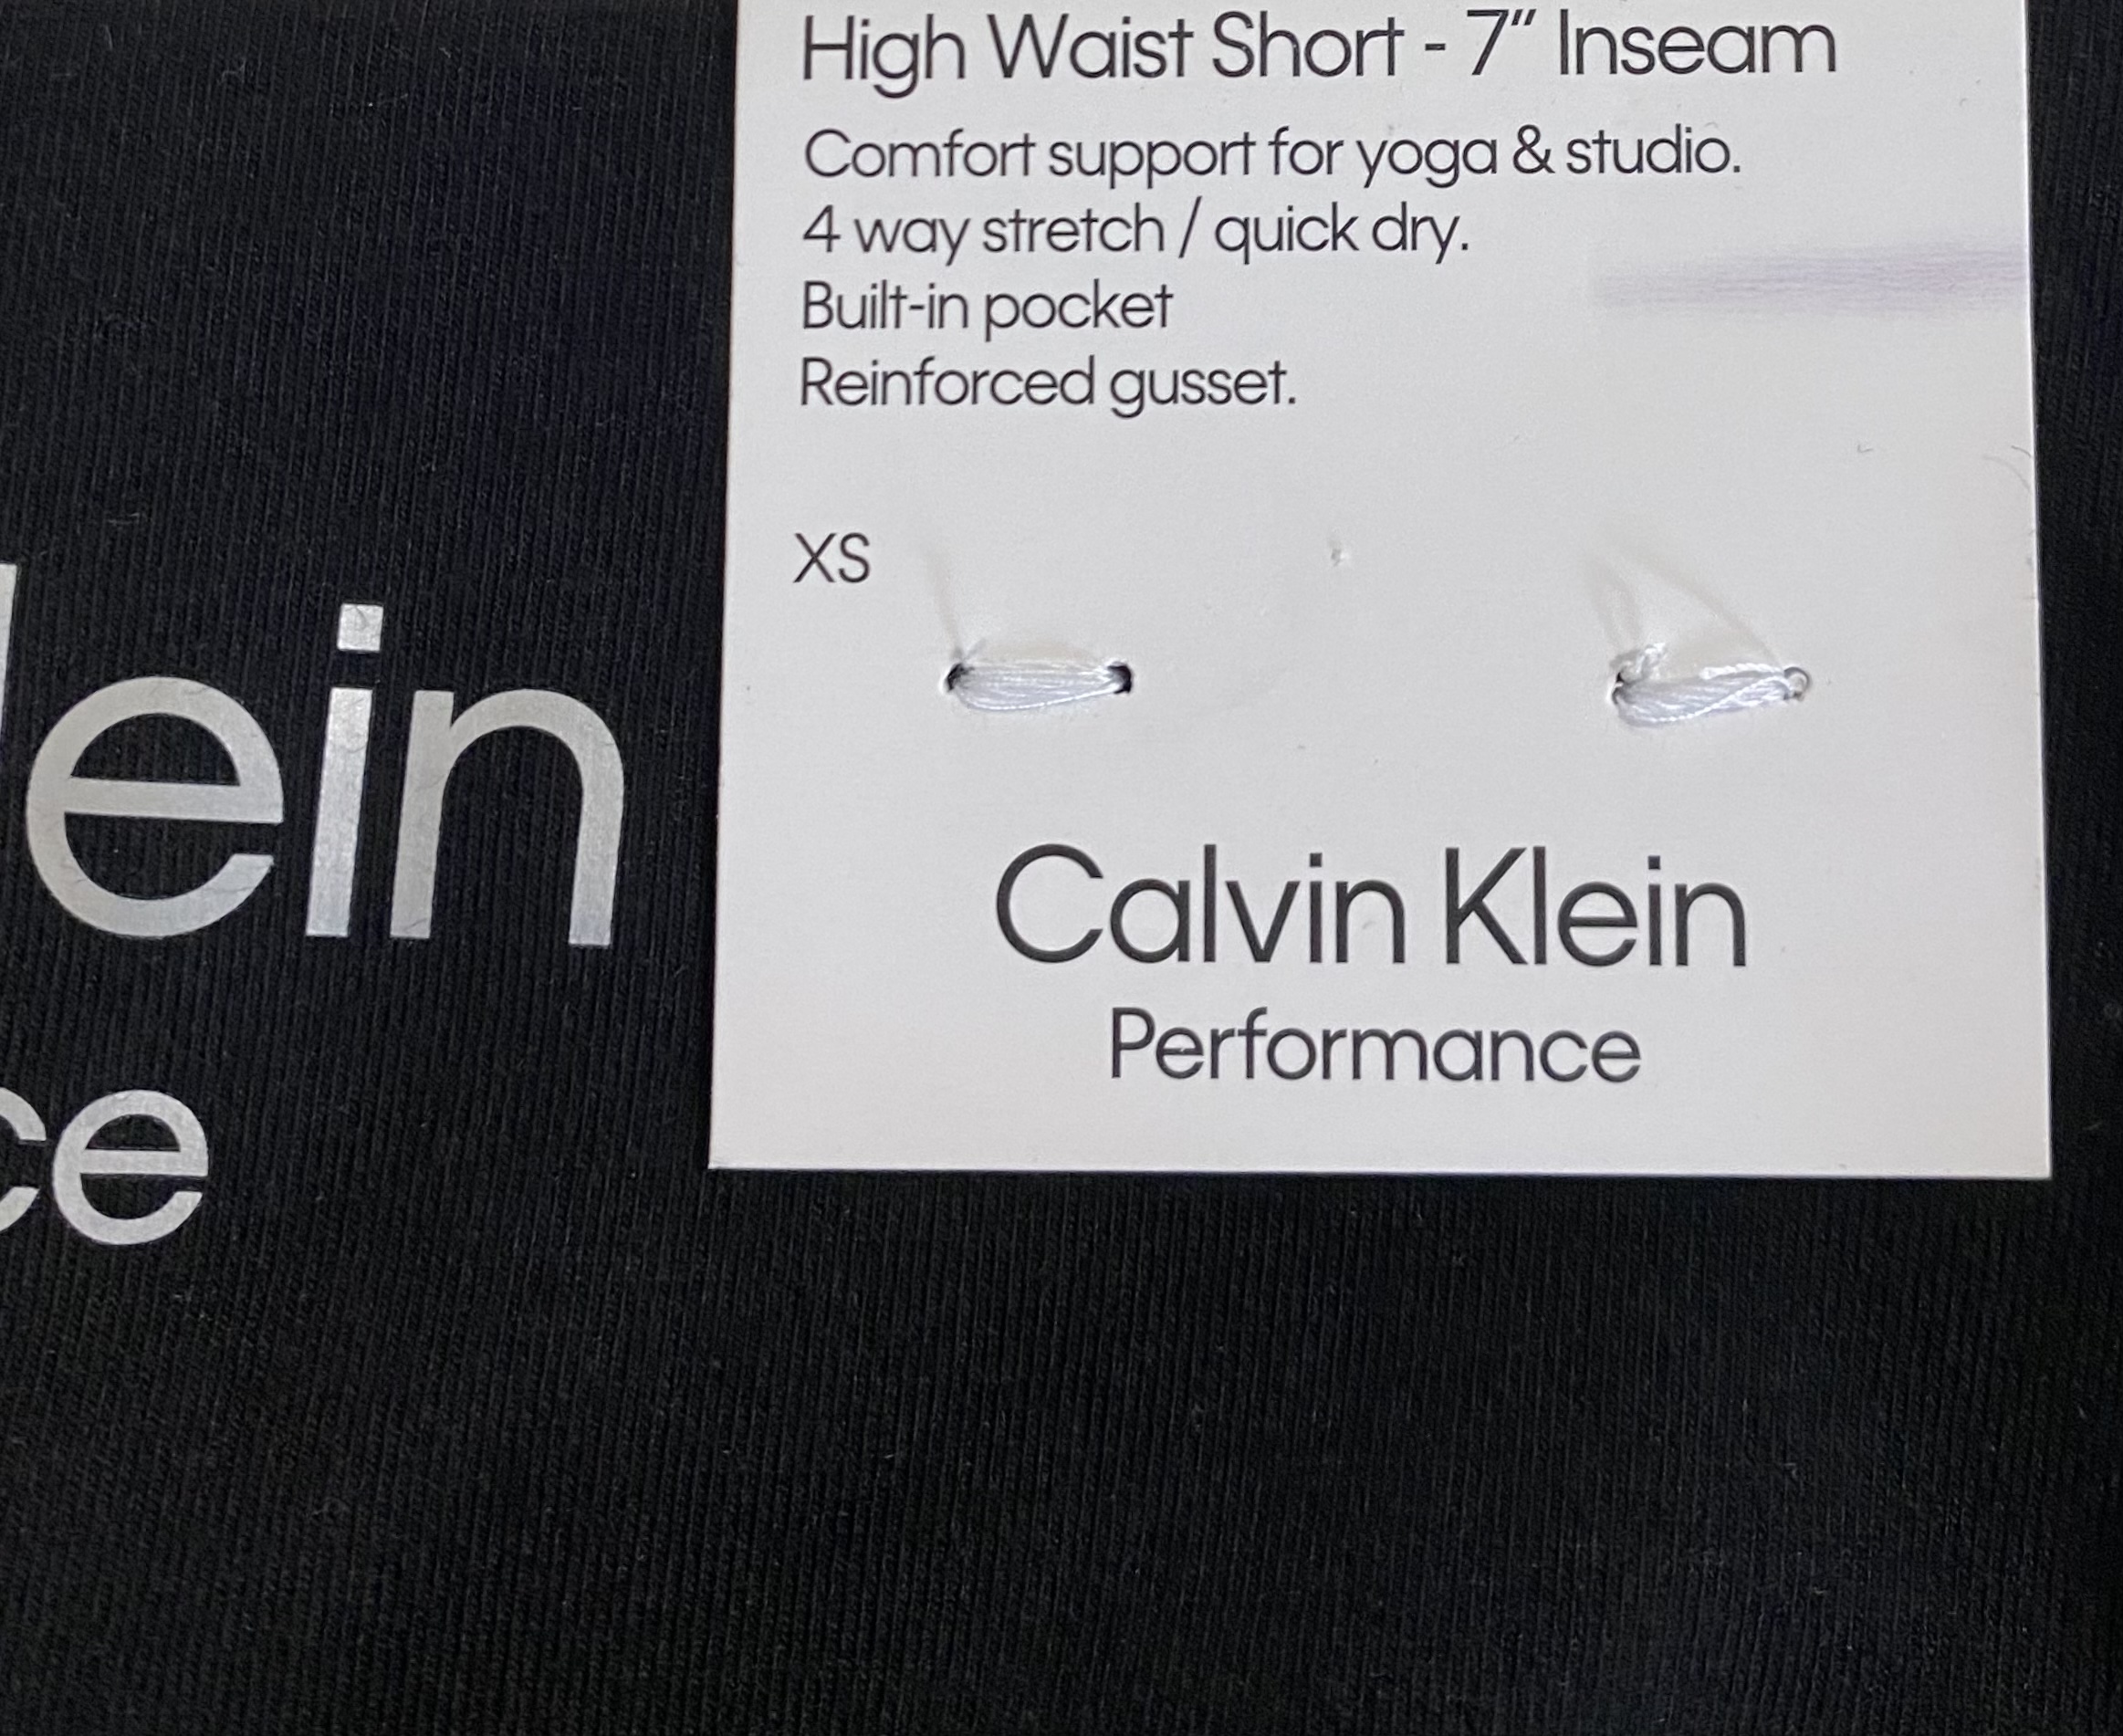 High Waist Short - 7" Inseam
Comfort support for yoga & studio.
4 way stretch / quick dry.
Built-in pocket
Reinforced gusset.
XS
Calvin Klein
Performance
lein
ce